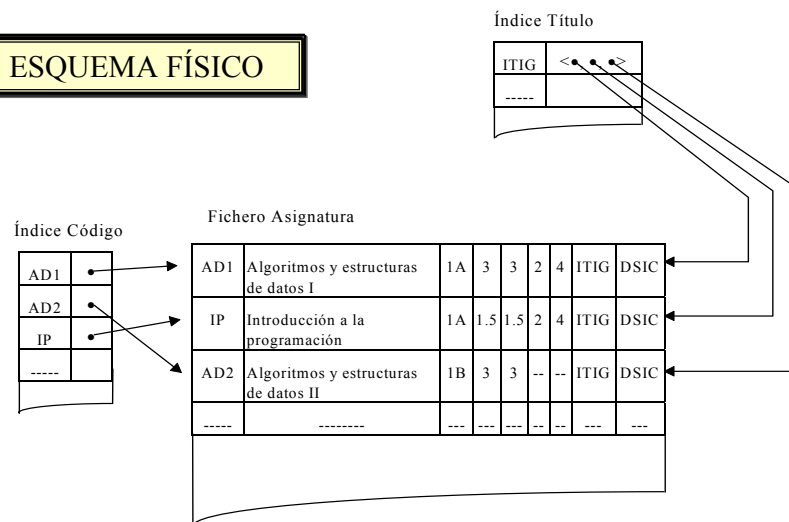 Índice Título
ESQUEMA FÍSICO
ITIG < , , >
-----
Índice Código
Fichero Asignatura
AD1
AD2
IP
-----
AD1 Algoritmos y estructuras de datos I 1A 3 3 2 4 ITIG DSIC
IP Introducción a la programación 1A 1.5 1.5 2 4 ITIG DSIC
AD2 Algoritmos y estructuras de datos II 1B 3 3 -- -- ITIG DSIC
----- -------- --- --- --- -- -- --- ---